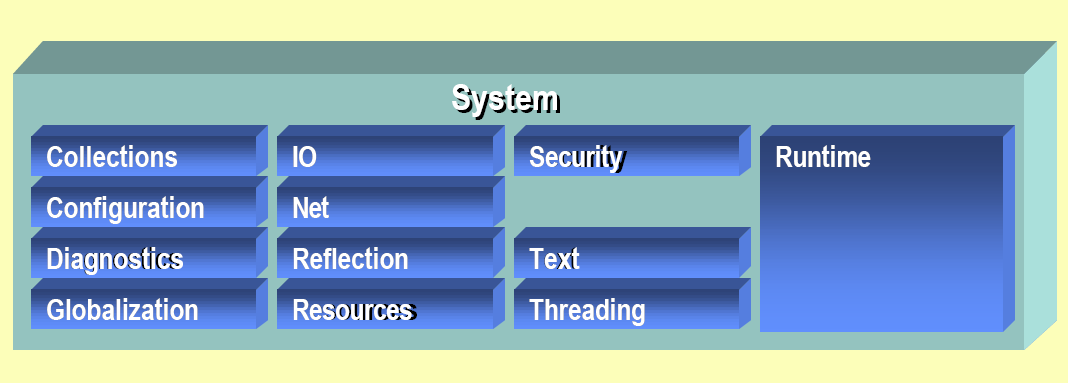 System
Collections
IO
Security
Runtime
Configuration
Net
Diagnostics
Reflection
Text
Globalization
Resources
Threading